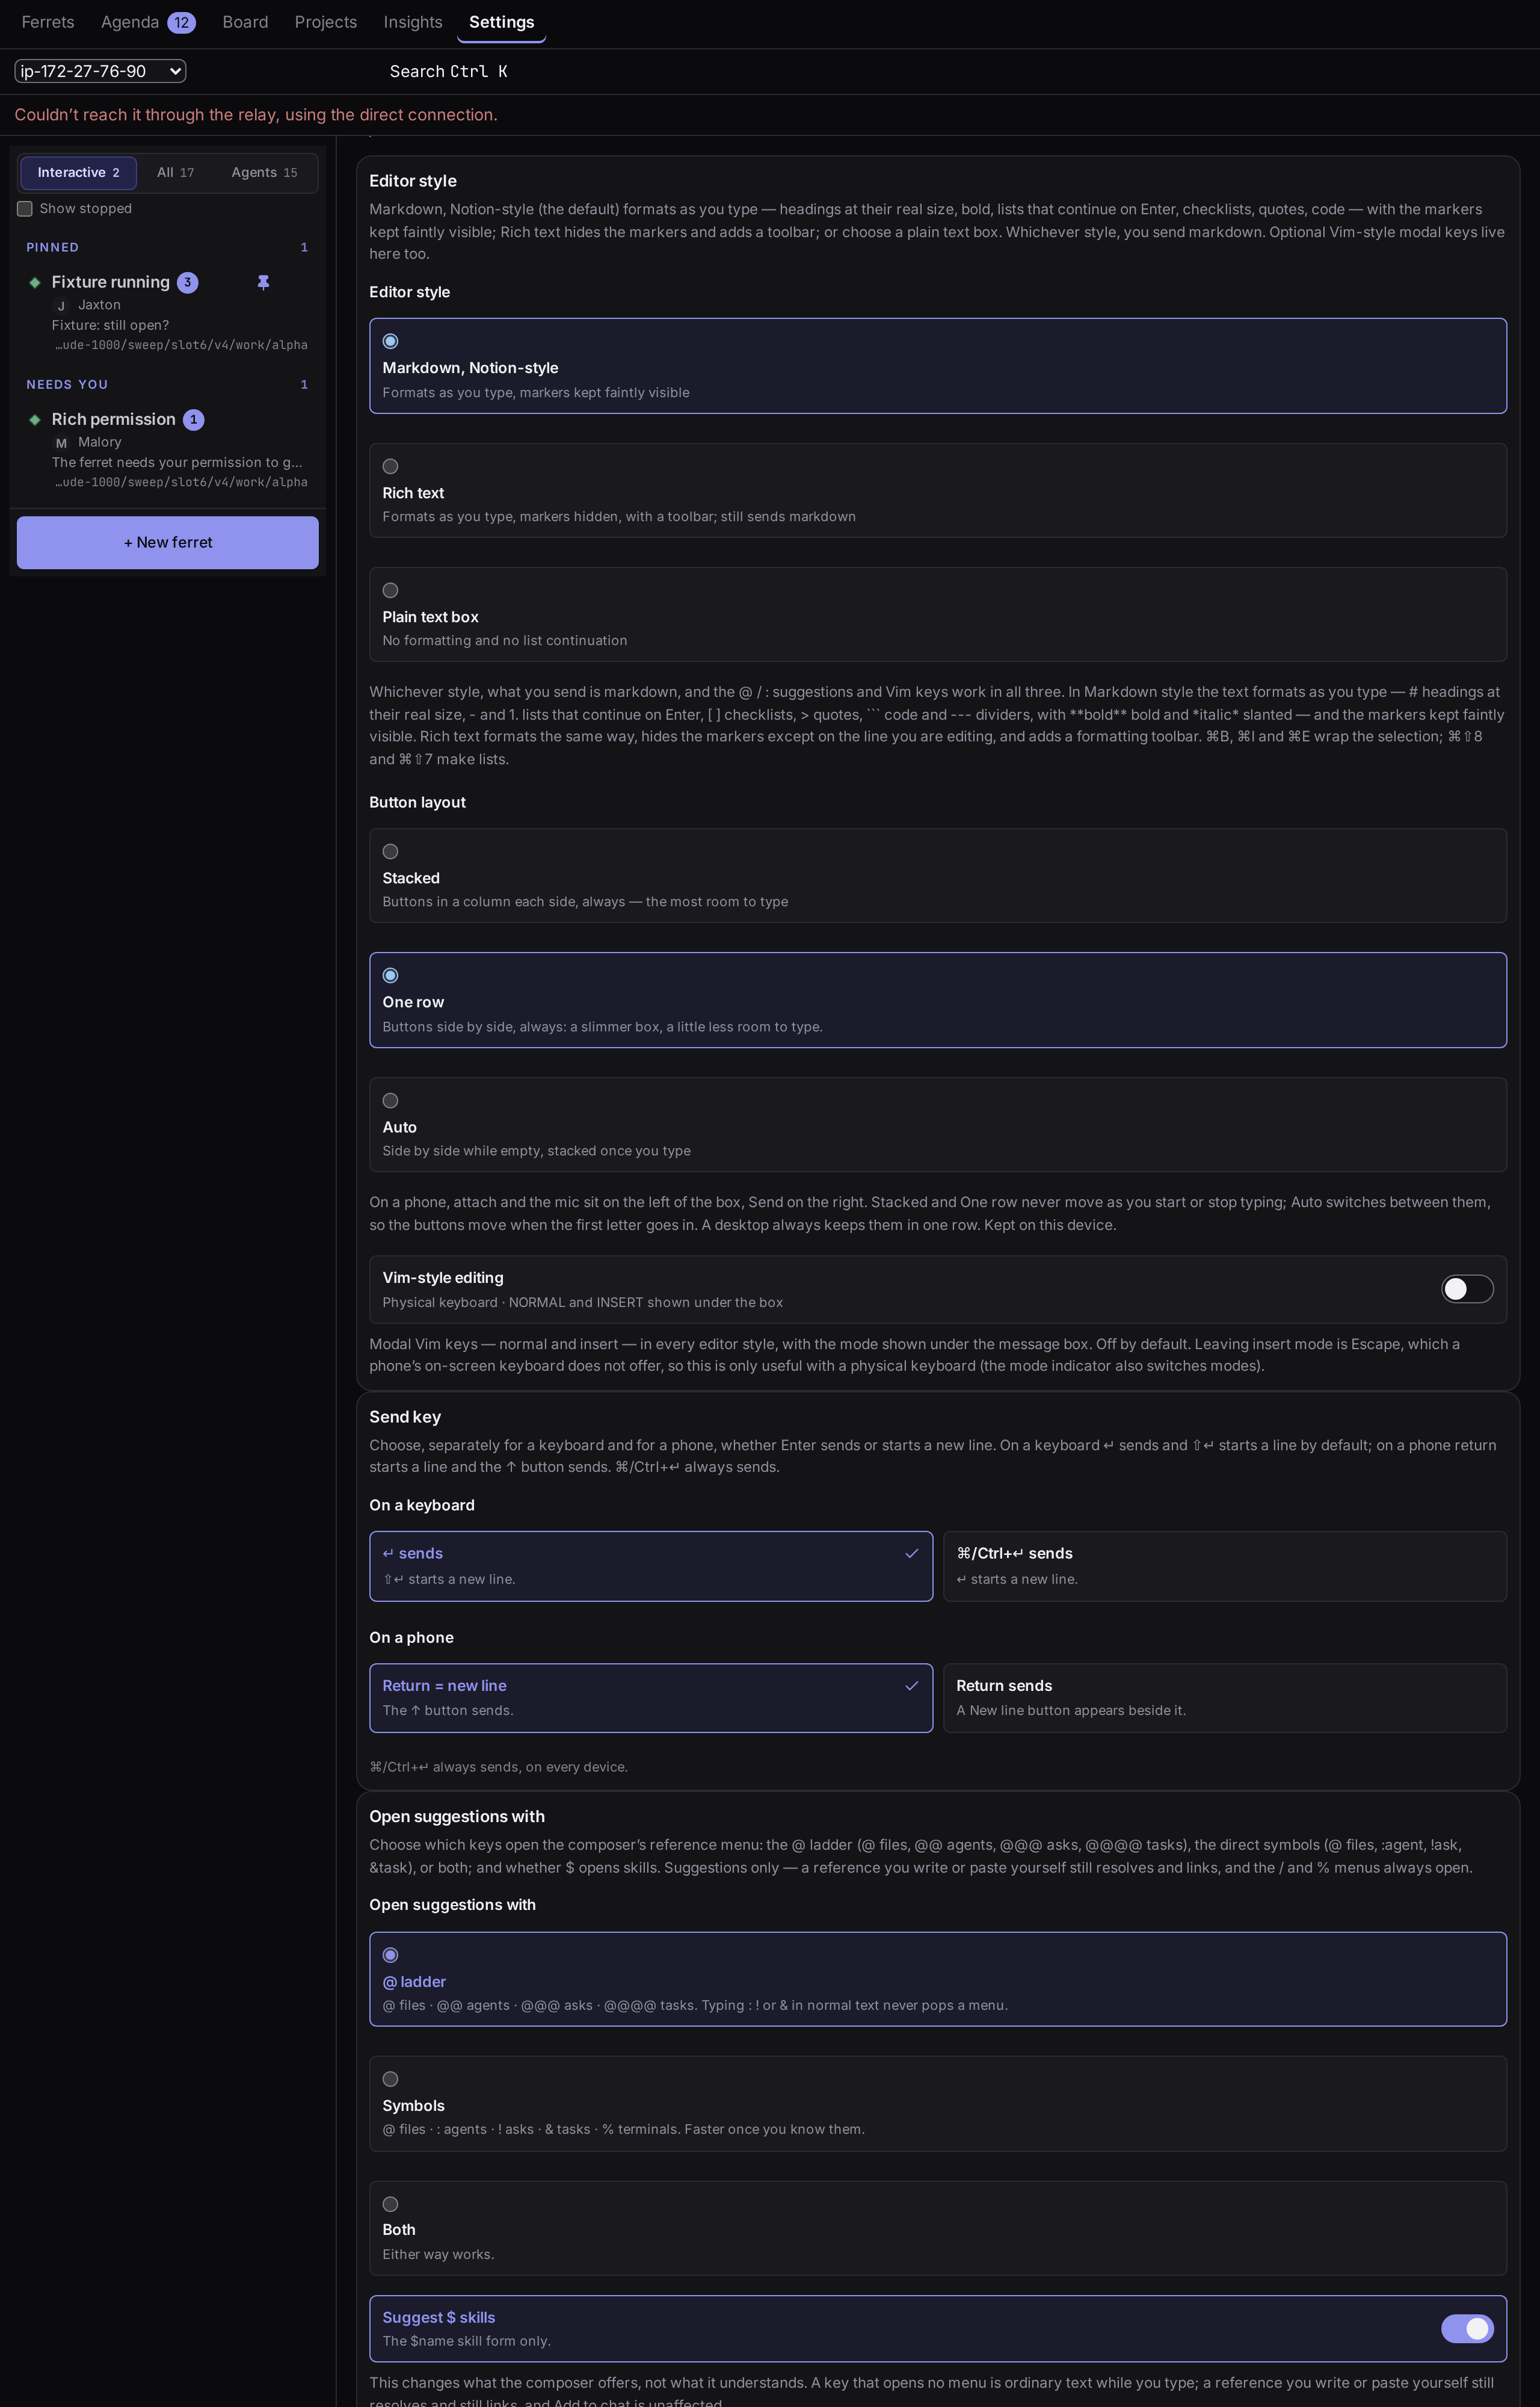 Ferrets Agenda 12 Board Projects Insights Settings
ip-172-27-76-90
Search Ctrl K
Couldn’t reach it through the relay, using the direct connection.
Interactive 2 All 17 Agents 15
Show stopped
PINNED 1
Fixture running 3
J Jaxton
Fixture: still open?
…ude-1000/sweep/slot6/v4/work/alpha
NEEDS YOU 1
Rich permission 1
M Malory
The ferret needs your permission to g…
…ude-1000/sweep/slot6/v4/work/alpha
+ New ferret
Editor style
Markdown, Notion-style (the default) formats as you type — headings at their real size, bold, lists that continue on Enter, checklists, quotes, code — with the markers
kept faintly visible; Rich text hides the markers and adds a toolbar; or choose a plain text box. Whichever style, you send markdown. Optional Vim-style modal keys live
here too.
Editor style
Markdown, Notion-style
Formats as you type, markers kept faintly visible
Rich text
Formats as you type, markers hidden, with a toolbar; still sends markdown
Plain text box
No formatting and no list continuation
Whichever style, what you send is markdown, and the @ / : suggestions and Vim keys work in all three. In Markdown style the text formats as you type — # headings at
their real size, - and 1. lists that continue on Enter, [ ] checklists, > quotes, ``` code and --- dividers, with **bold** bold and *italic* slanted — and the markers kept faintly
visible. Rich text formats the same way, hides the markers except on the line you are editing, and adds a formatting toolbar. ⌘B, ⌘I and ⌘E wrap the selection; ⌘⇧8
and ⌘⇧7 make lists.
Button layout
Stacked
Buttons in a column each side, always — the most room to type
One row
Buttons side by side, always: a slimmer box, a little less room to type.
Auto
Side by side while empty, stacked once you type
On a phone, attach and the mic sit on the left of the box, Send on the right. Stacked and One row never move as you start or stop typing; Auto switches between them,
so the buttons move when the first letter goes in. A desktop always keeps them in one row. Kept on this device.
Vim-style editing
Physical keyboard · NORMAL and INSERT shown under the box
Modal Vim keys — normal and insert — in every editor style, with the mode shown under the message box. Off by default. Leaving insert mode is Escape, which a
phone’s on-screen keyboard does not offer, so this is only useful with a physical keyboard (the mode indicator also switches modes).
Send key
Choose, separately for a keyboard and for a phone, whether Enter sends or starts a new line. On a keyboard ↵ sends and ⇧↵ starts a line by default; on a phone return
starts a line and the ↑ button sends. ⌘/Ctrl+↵ always sends.
On a keyboard
↵ sends
⇧↵ starts a new line.
⌘/Ctrl+↵ sends
↵ starts a new line.
On a phone
Return = new line
The ↑ button sends.
Return sends
A New line button appears beside it.
⌘/Ctrl+↵ always sends, on every device.
Open suggestions with
Choose which keys open the composer’s reference menu: the @ ladder (@ files, @@ agents, @@@ asks, @@@@ tasks), the direct symbols (@ files, :agent, !ask,
&task), or both; and whether $ opens skills. Suggestions only — a reference you write or paste yourself still resolves and links, and the / and % menus always open.
Open suggestions with
@ ladder
@ files · @@ agents · @@@ asks · @@@@ tasks. Typing : ! or & in normal text never pops a menu.
Symbols
@ files · : agents · ! asks · & tasks · % terminals. Faster once you know them.
Both
Either way works.
Suggest $ skills
The $name skill form only.
This changes what the composer offers, not what it understands. A key that opens no menu is ordinary text while you type; a reference you write or paste yourself still
resolves and still links, and Add to chat is unaffected.